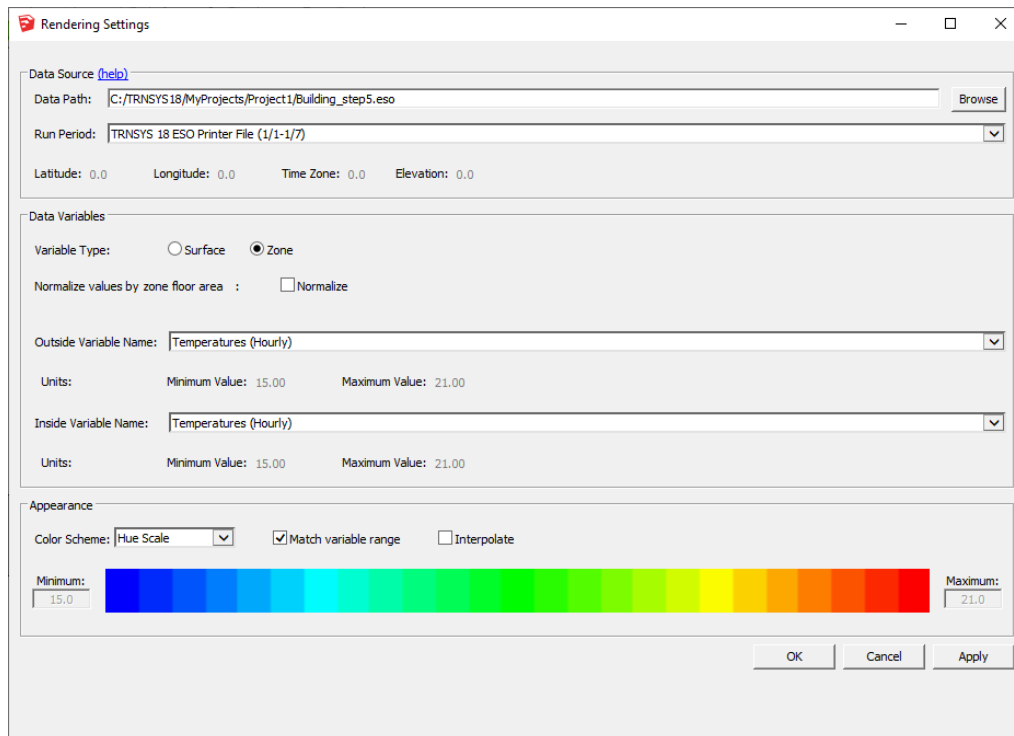 Rendering Settings
Data Source (help)
Data Path: C:/TRNSYS18/MyProjects/Project1/Building_step5.eso Browse
Run Period: TRNSYS 18 ESO Printer File (1/1-1/7)
Latitude: 0.0 Longitude: 0.0 Time Zone: 0.0 Elevation: 0.0
Data Variables
Variable Type: Surface Zone
Normalize values by zone floor area : Normalize
Outside Variable Name: Temperatures (Hourly)
Units: Minimum Value: 15.00 Maximum Value: 21.00
Inside Variable Name: Temperatures (Hourly)
Units: Minimum Value: 15.00 Maximum Value: 21.00
Appearance
Color Scheme: Hue Scale Match variable range Interpolate
Minimum: Maximum:
15.0 21.0
OK Cancel Apply